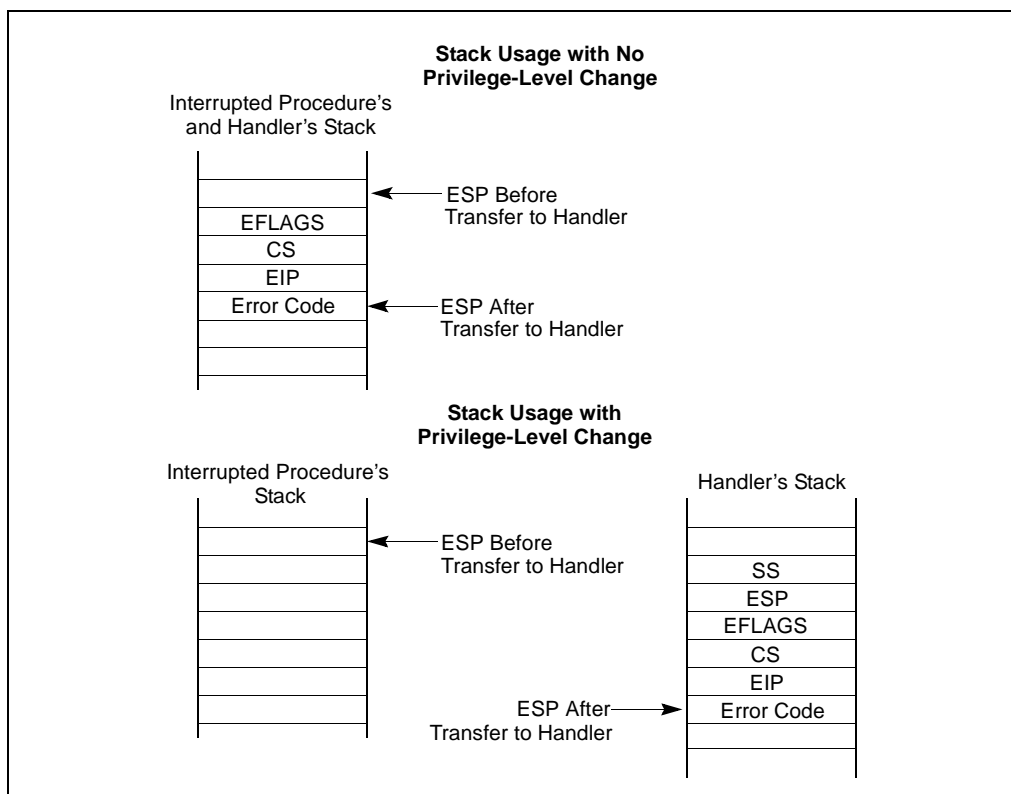 Stack Usage with No
Privilege-Level Change
Interrupted Procedure's
and Handler's Stack
ESP Before
Transfer to Handler
EFLAGS
CS
EIP
Error Code
ESP After
Transfer to Handler
Stack Usage with
Privilege-Level Change
Interrupted Procedure's
Stack
Handler's Stack
ESP Before
Transfer to Handler
SS
ESP
EFLAGS
CS
EIP
ESP After
Transfer to Handler
Error Code